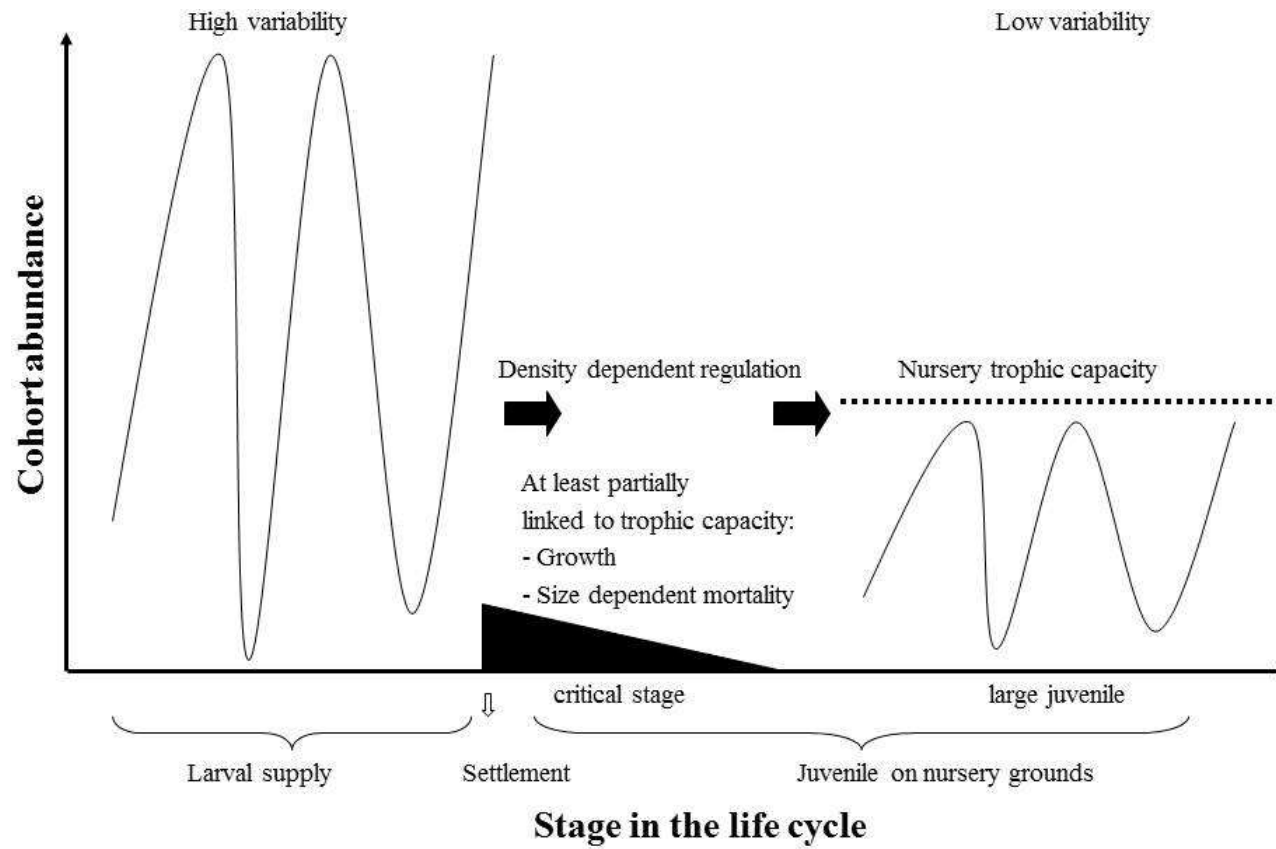 High variability
Low variability
Cohort abundance
Density dependent regulation
Nursery trophic capacity
At least partially
linked to trophic capacity:
- Growth
- Size dependent mortality
critical stage
large juvenile
Larval supply
Settlement
Juvenile on nursery grounds
Stage in the life cycle